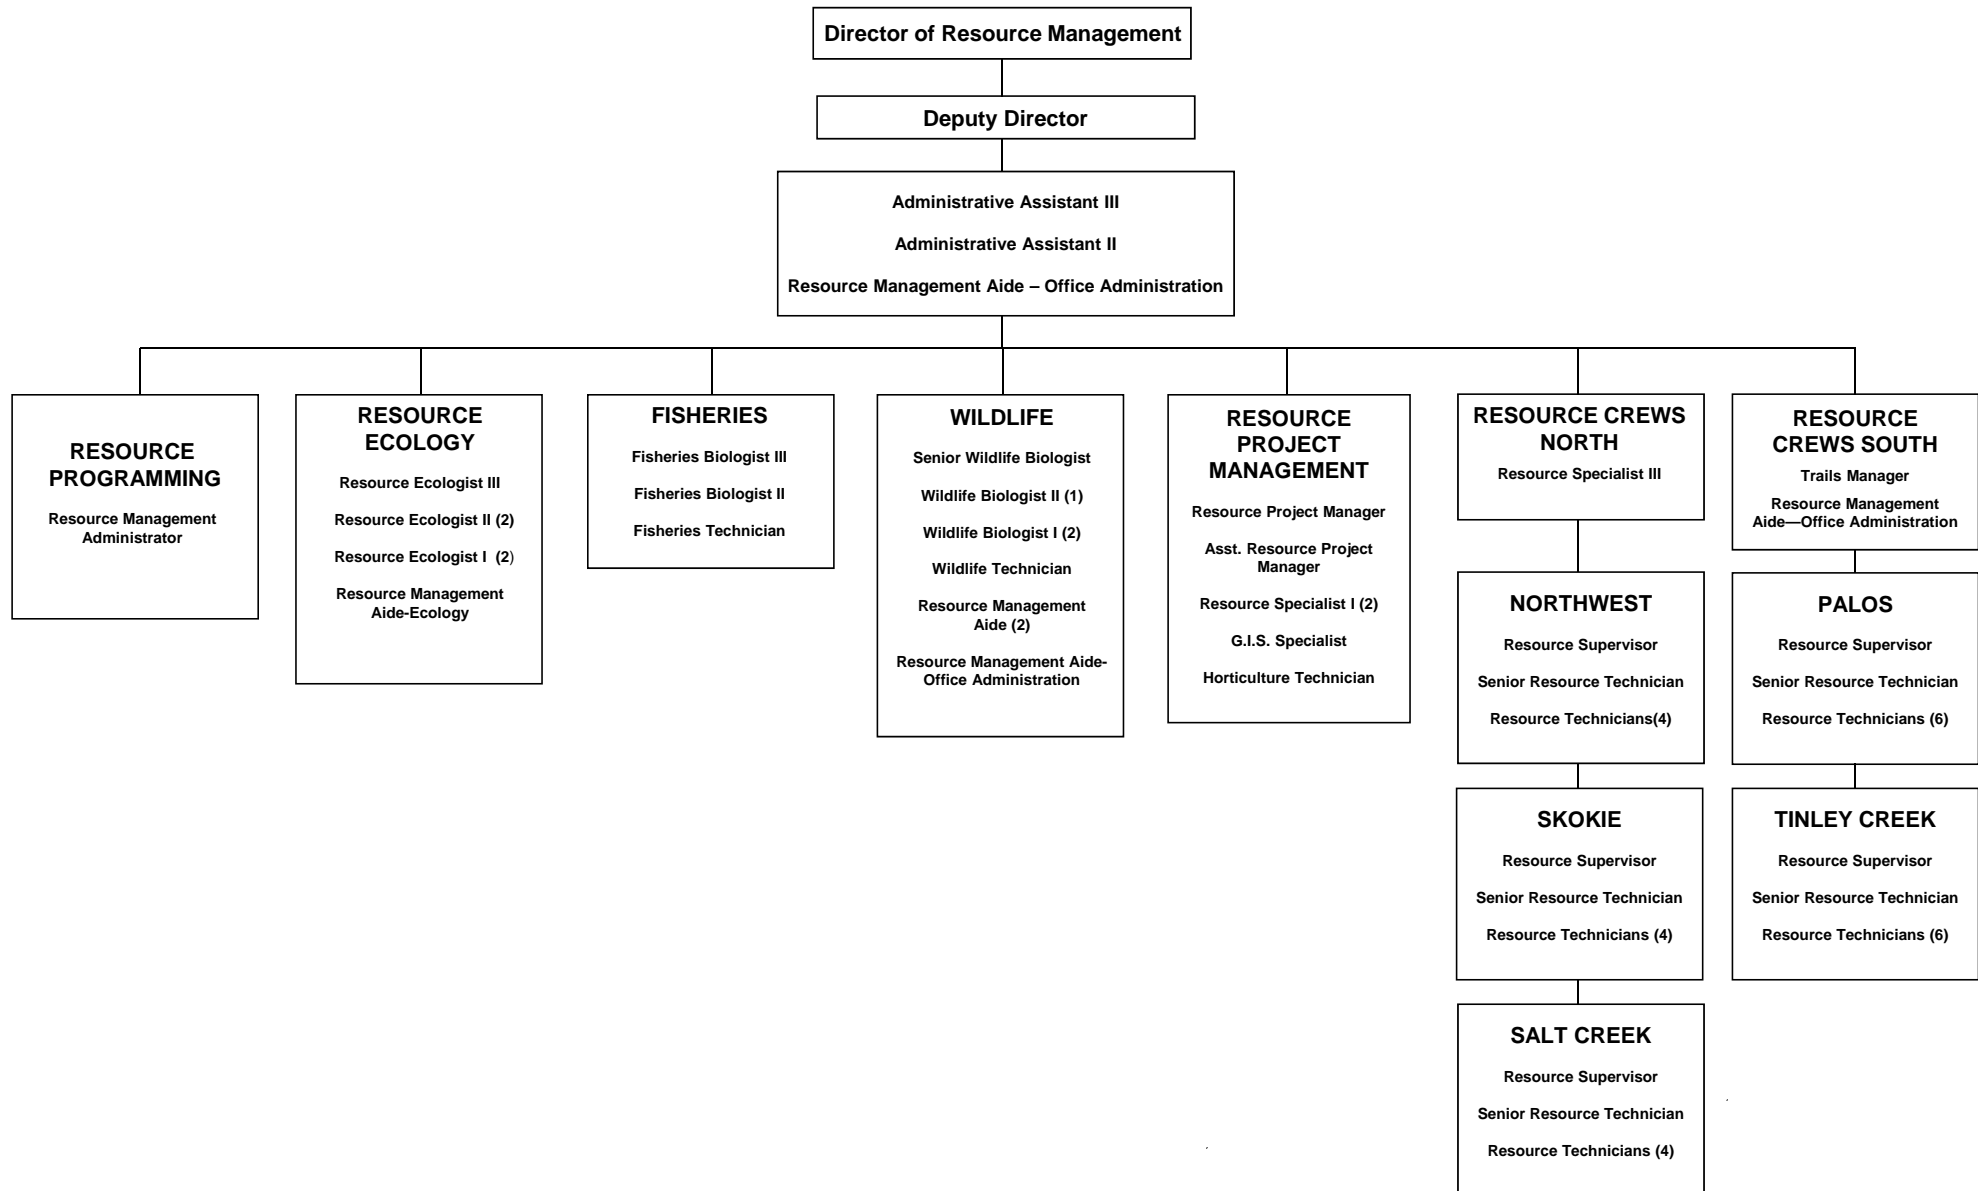 Director of Resource Management
Deputy Director
Administrative Assistant III
Administrative Assistant II
Resource Management Aide – Office Administration
RESOURCE
PROGRAMMING
Resource Management
Administrator
RESOURCE
ECOLOGY
Resource Ecologist III
Resource Ecologist II (2)
Resource Ecologist I  (2)
Resource Management
Aide-Ecology
FISHERIES
Fisheries Biologist III
Fisheries Biologist II
Fisheries Technician
WILDLIFE
Senior Wildlife Biologist
Wildlife Biologist II (1)
Wildlife Biologist I (2)
Wildlife Technician
Resource Management
Aide (2)
Resource Management Aide-
Office Administration
RESOURCE
PROJECT
MANAGEMENT
Resource Project Manager
Asst. Resource Project
Manager
Resource Specialist I (2)
G.I.S. Specialist
Horticulture Technician
RESOURCE CREWS
NORTH
Resource Specialist III
NORTHWEST
Resource Supervisor
Senior Resource Technician
Resource Technicians(4)
SKOKIE
Resource Supervisor
Senior Resource Technician
Resource Technicians (4)
SALT CREEK
Resource Supervisor
Senior Resource Technician
Resource Technicians (4)
RESOURCE
CREWS SOUTH
Trails Manager
Resource Management
Aide—Office Administration
PALOS
Resource Supervisor
Senior Resource Technician
Resource Technicians (6)
TINLEY CREEK
Resource Supervisor
Senior Resource Technician
Resource Technicians (6)